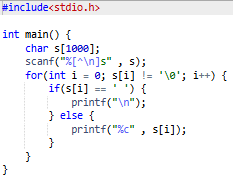 #include<stdio.h>
int main() {
char s[1000];
scanf("%[^\n]s" , s);
for(int i = 0; s[i] != '\0'; i++) {
if(s[i] == ' ') {
printf("\n");
} else {
printf("%c" , s[i]);
}
}
}